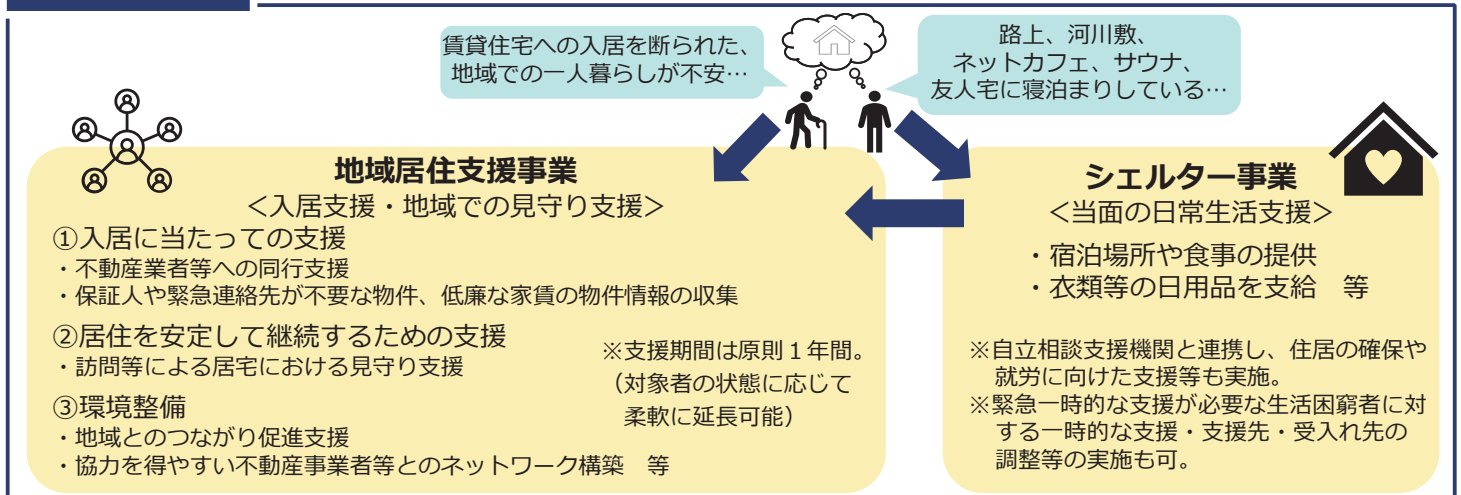 賃貸住宅への入居を断られた、
地域での一人暮らしが不安…
路上、河川敷、
ネットカフェ、サウナ、
友人宅に寝泊まりしている…
地域居住支援事業
<入居支援・地域での見守り支援>
①入居に当たっての支援
・不動産業者等への同行支援
・保証人や緊急連絡先が不要な物件、低廉な家賃の物件情報の収集
②居住を安定して継続するための支援
・訪問等による居宅における見守り支援
※支援期間は原則1年間。
(対象者の状態に応じて
柔軟に延長可能)
③環境整備
・地域とのつながり促進支援
・協力を得やすい不動産事業者等とのネットワーク構築 等
シェルター事業
<当面の日常生活支援>
・宿泊場所や食事の提供
・衣類等の日用品を支給 等
※自立相談支援機関と連携し、住居の確保や
就労に向けた支援等も実施。
※緊急一時的な支援が必要な生活困窮者に対
する一時的な支援・支援先・受入れ先の
調整等の実施も可。